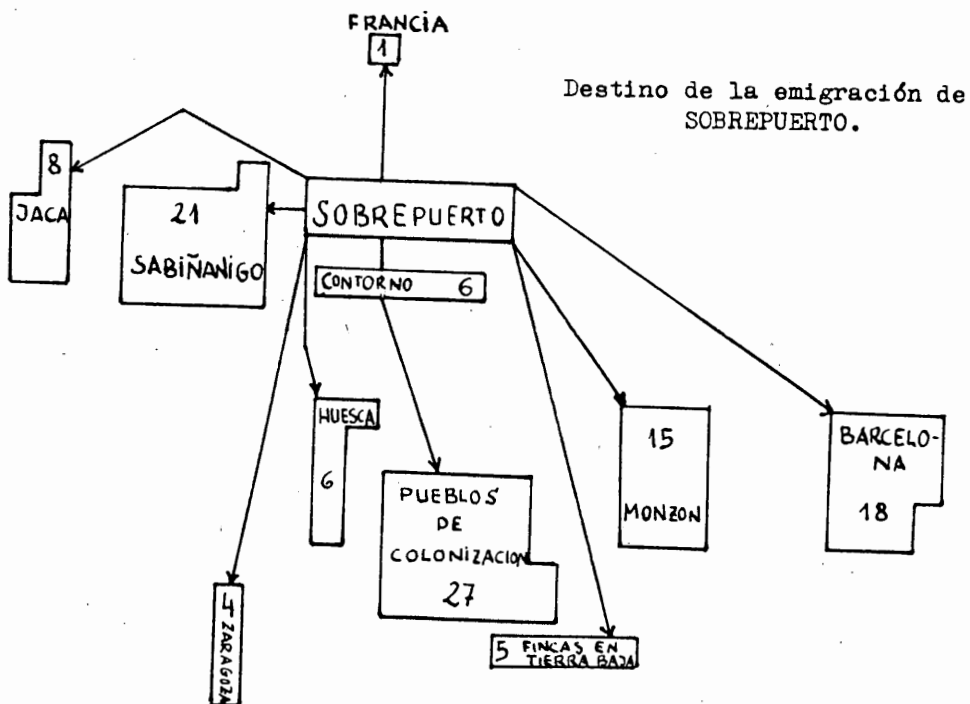 FRANCIA
1
Destino de la emigración de
SOBREPUERTO.
8
JACA
21
SABIÑANIGO
SOBREPUERTO
CONTORNO 6
HUESCA
6
15
MONZON
BARCELO-
NA
18
PUEBLOS
DE
COLONIZACION
27
4 ZARAGOZA
5 FINCAS EN
TIERRA BAJA